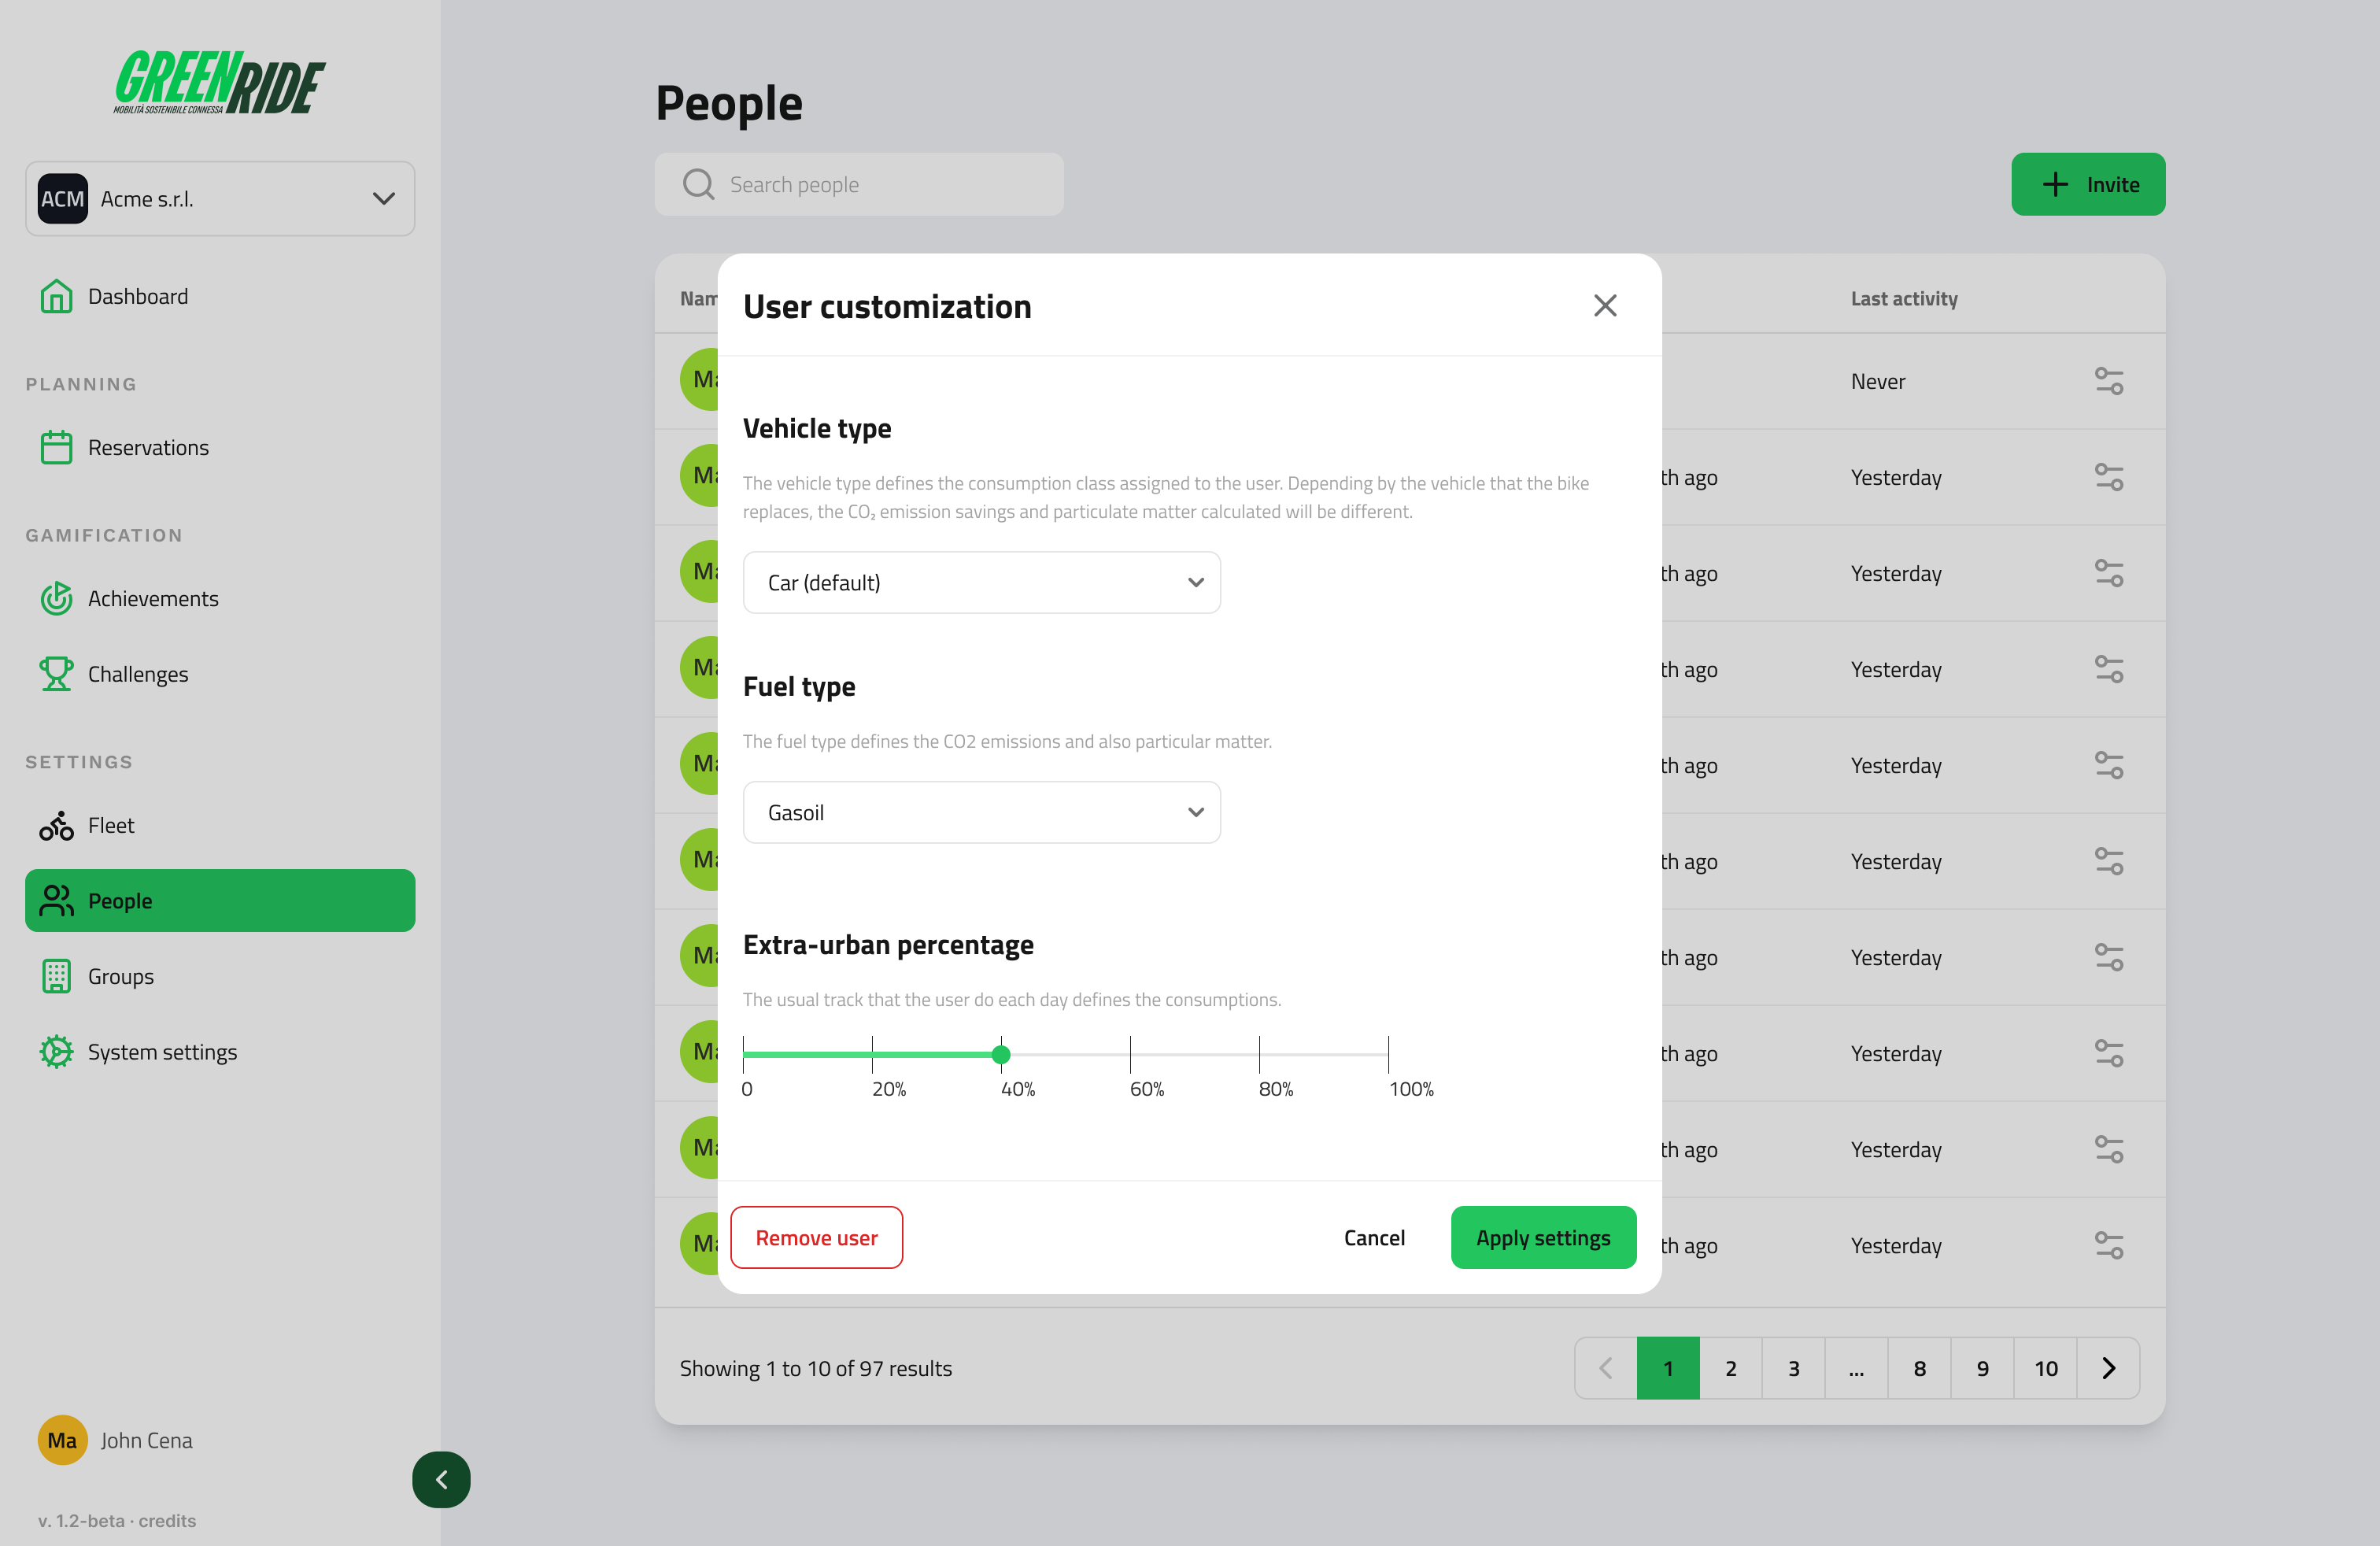 GREENRIDE
MOBILITÀ SOSTENIBILE CONNESSA
ACM Acme s.r.l.
Dashboard
PLANNING
Reservations
GAMIFICATION
Achievements
Challenges
SETTINGS
Fleet
People
Groups
System settings
Ma John Cena
v. 1.2-beta · credits
People
Search people
Invite
Nam Last activity
Ma Never
Ma th ago Yesterday
Ma th ago Yesterday
Ma th ago Yesterday
Ma th ago Yesterday
Ma th ago Yesterday
Ma th ago Yesterday
Ma th ago Yesterday
Ma th ago Yesterday
Ma th ago Yesterday
User customization
Vehicle type
The vehicle type defines the consumption class assigned to the user. Depending by the vehicle that the bike
replaces, the CO₂ emission savings and particulate matter calculated will be different.
Car (default)
Fuel type
The fuel type defines the CO2 emissions and also particular matter.
Gasoil
Extra-urban percentage
The usual track that the user do each day defines the consumptions.
0 20% 40% 60% 80% 100%
Remove user Cancel Apply settings
Showing 1 to 10 of 97 results
1 2 3 ... 8 9 10